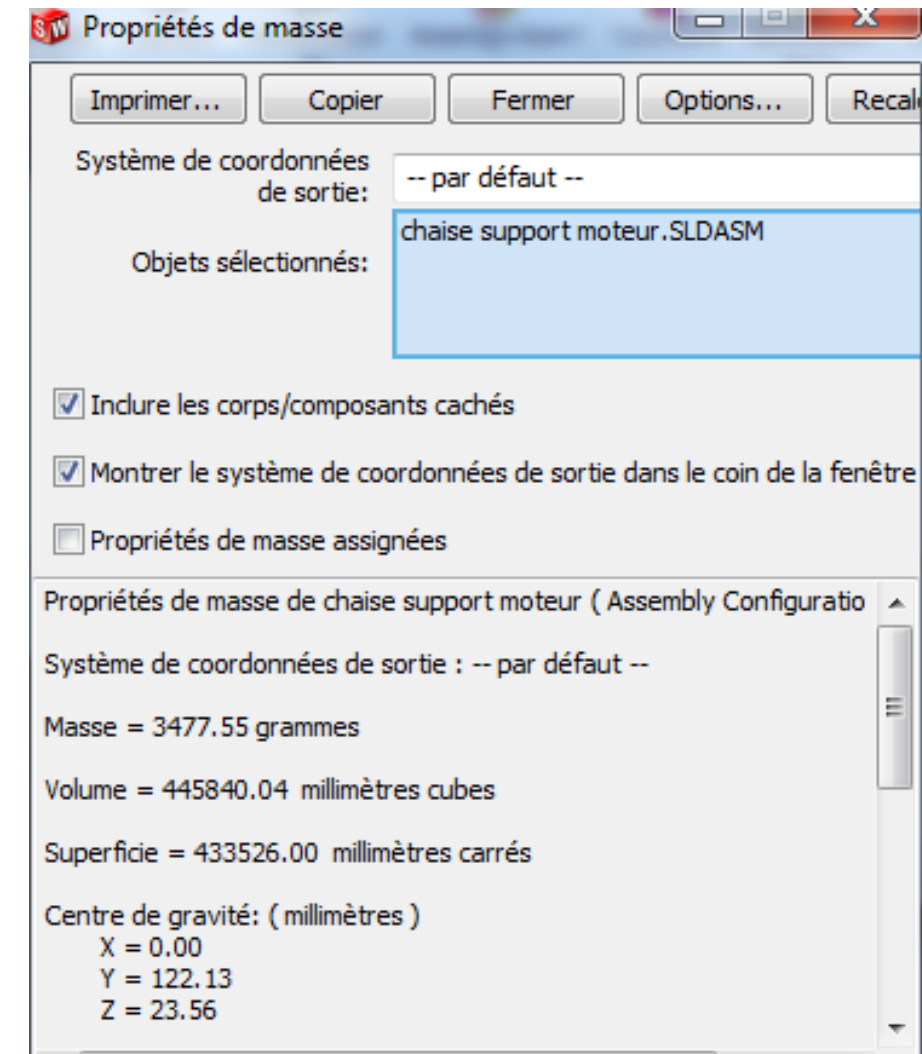 SW Propriétés de masse
Imprimer... Copier Fermer Options... Recal
Système de coordonnées
de sortie:
-- par défaut --
Objets sélectionnés:
chaise support moteur.SLDASM
Inclure les corps/composants cachés
Montrer le système de coordonnées de sortie dans le coin de la fenêtre
Propriétés de masse assignées
Propriétés de masse de chaise support moteur ( Assembly Configuratio
Système de coordonnées de sortie : -- par défaut --
Masse = 3477.55 grammes
Volume = 445840.04 millimètres cubes
Superficie = 433526.00 millimètres carrés
Centre de gravité: ( millimètres )
X = 0.00
Y = 122.13
Z = 23.56